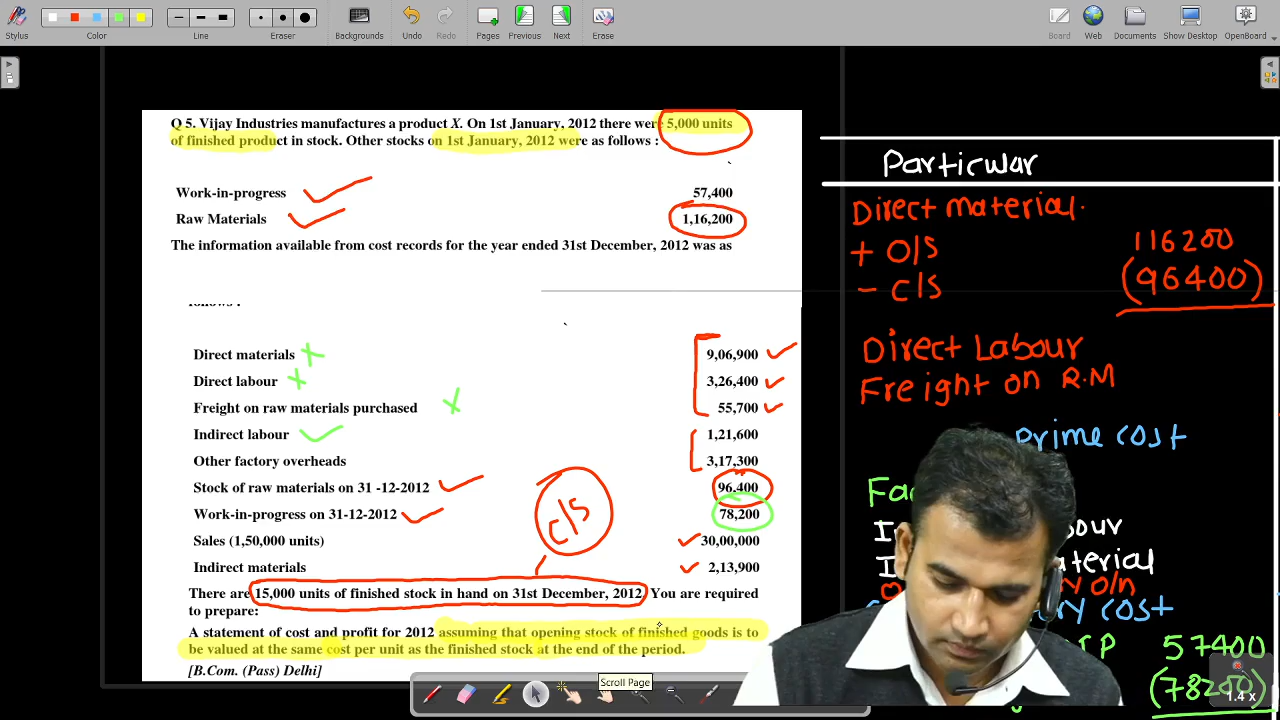 Stylus
Color
Line
Eraser
Backgrounds
Undo
Redo
Pages
Previous
Next
Erase
Board
Web
Documents
Show Desktop
OpenBoard
Q 5. Vijay Industries manufactures a product X. On 1st January, 2012 there were 5,000 units
of finished product in stock. Other stocks on 1st January, 2012 were as follows :
Work-in-progress 57,400
Raw Materials 1,16,200
The information available from cost records for the year ended 31st December, 2012 was as
follows :
Direct materials 9,06,900
Direct labour 3,26,400
Freight on raw materials purchased 55,700
Indirect labour 1,21,600
Other factory overheads 3,17,300
Stock of raw materials on 31 -12-2012 96,400
Work-in-progress on 31-12-2012 78,200
Sales (1,50,000 units) 30,00,000
Indirect materials 2,13,900
C/S
There are 15,000 units of finished stock in hand on 31st December, 2012 You are required
to prepare:
A statement of cost and profit for 2012 assuming that opening stock of finished goods is to
be valued at the same cost per unit as the finished stock at the end of the period.
[B.Com. (Pass) Delhi]
Scroll Page
Particular
Direct material.
+ O/S 116200
- C/S (96400)
Direct Labour
Freight on R.M
Prime cost
57400
(78200)
1.4 x